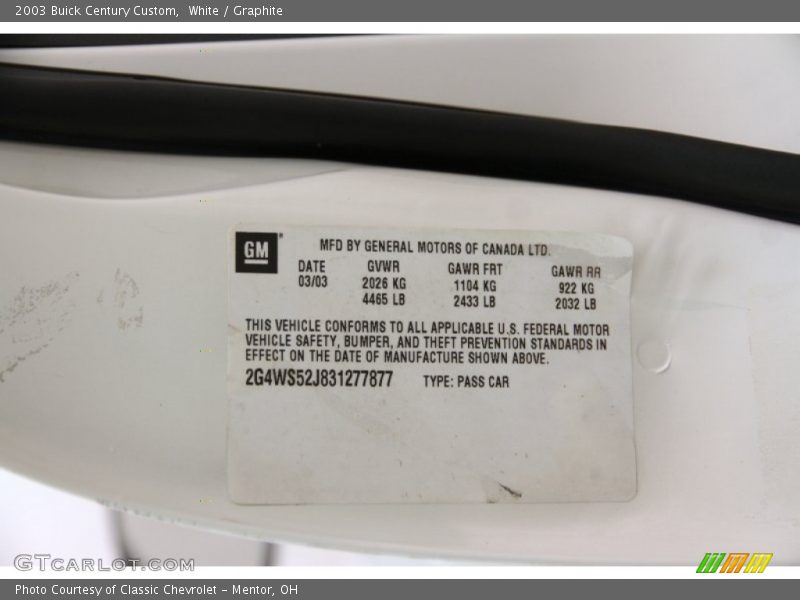 2003 Buick Century Custom,  White / Graphite
GM
MFD BY GENERAL MOTORS OF CANADA LTD.
DATE GVWR GAWR FRT GAWR RR
03/03 2026 KG 1104 KG 922 KG
4465 LB 2433 LB 2032 LB
THIS VEHICLE CONFORMS TO ALL APPLICABLE U.S. FEDERAL MOTOR
VEHICLE SAFETY, BUMPER, AND THEFT PREVENTION STANDARDS IN
EFFECT ON THE DATE OF MANUFACTURE SHOWN ABOVE.
2G4WS52J831277877 TYPE: PASS CAR
GTCARLOT.COM
Photo Courtesy of Classic Chevrolet - Mentor, OH